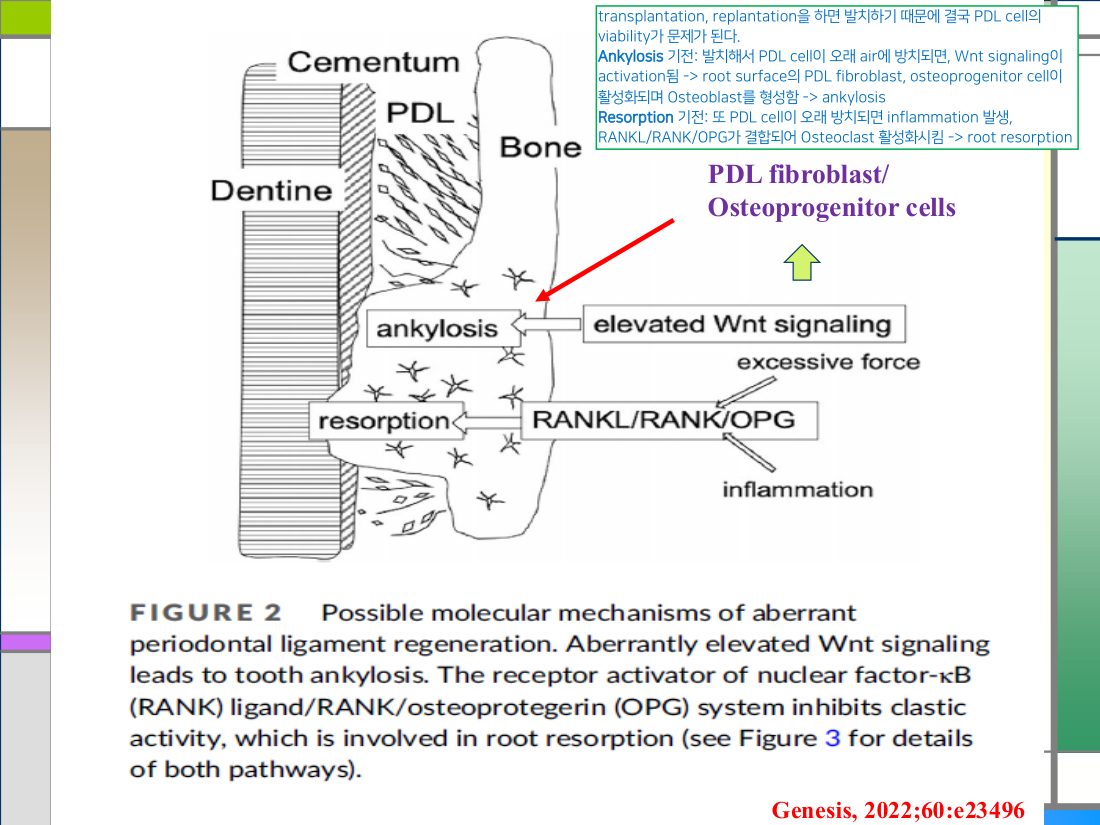 transplantation, replantation을 하면 발치하기 때문에 결국 PDL cell의
viability가 문제가 된다.
Ankylosis 기전: 발치해서 PDL cell이 오래 air에 방치되면, Wnt signaling이
activation됨 -> root surface의 PDL fibroblast, osteoprogenitor cell이
활성화되며 Osteoblast를 형성함 -> ankylosis
Resorption 기전: 또 PDL cell이 오래 방치되면 inflammation 발생,
RANKL/RANK/OPG가 결합되어 Osteoclast 활성화시킴 -> root resorption
Cementum
PDL
Bone
Dentine
PDL fibroblast/
Osteoprogenitor cells
ankylosis
elevated Wnt signaling
excessive force
resorption
RANKL/RANK/OPG
inflammation
FIGURE 2 Possible molecular mechanisms of aberrant
periodontal ligament regeneration. Aberrantly elevated Wnt signaling
leads to tooth ankylosis. The receptor activator of nuclear factor-κB
(RANK) ligand/RANK/osteoprotegerin (OPG) system inhibits clastic
activity, which is involved in root resorption (see Figure 3 for details
of both pathways).
Genesis, 2022;60:e23496